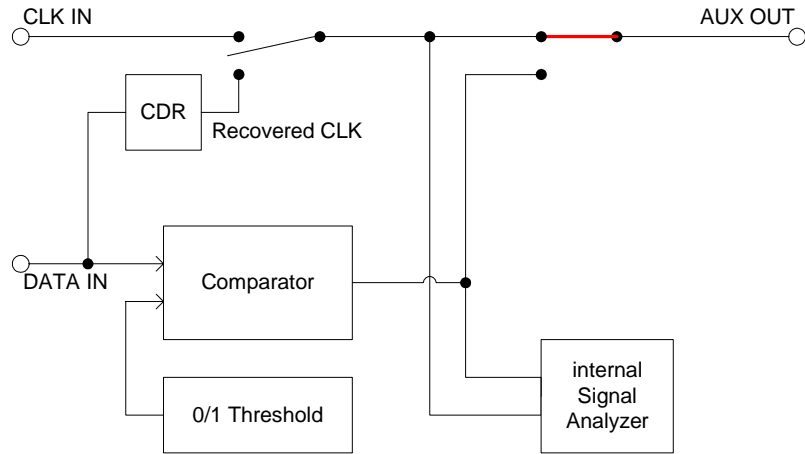 CLK IN
AUX OUT
CDR
Recovered CLK
DATA IN
Comparator
0/1 Threshold
internal
Signal
Analyzer